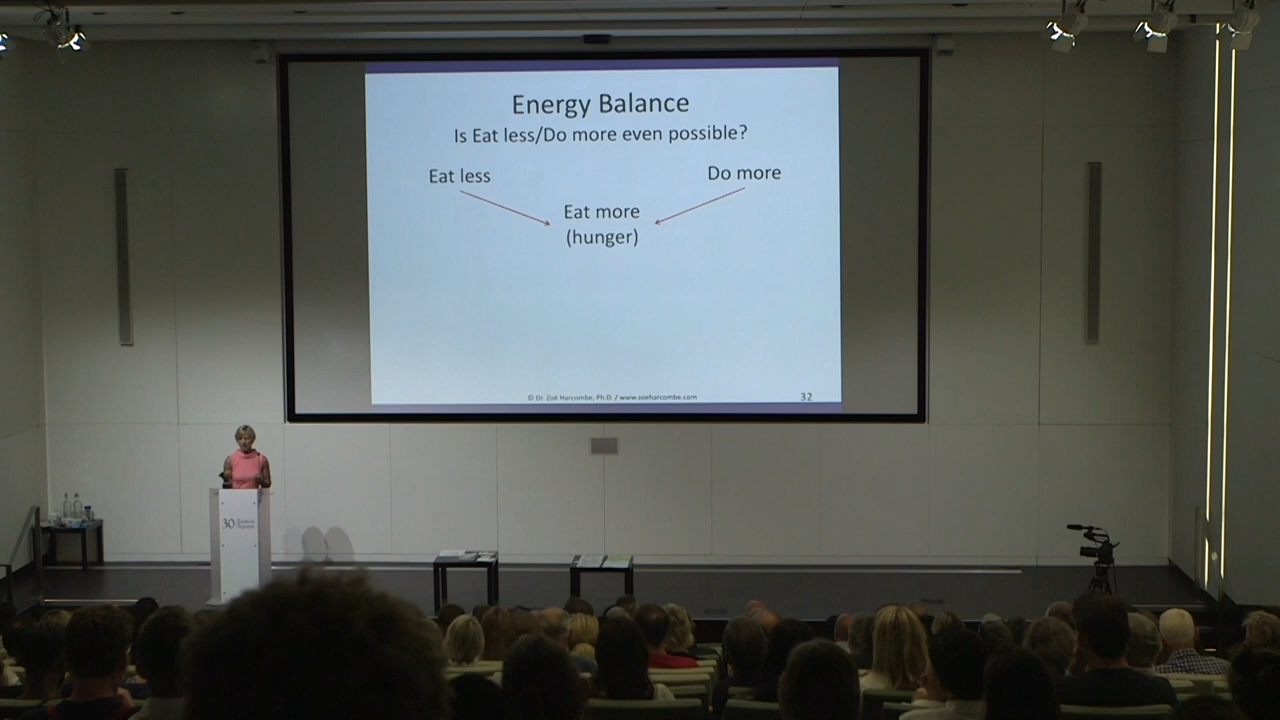 Energy Balance
Is Eat less/Do more even possible?
Eat less
Do more
Eat more
(hunger)
© Dr. Zoë Harcombe, Ph.D. / www.zoeharcombe.com
32
30